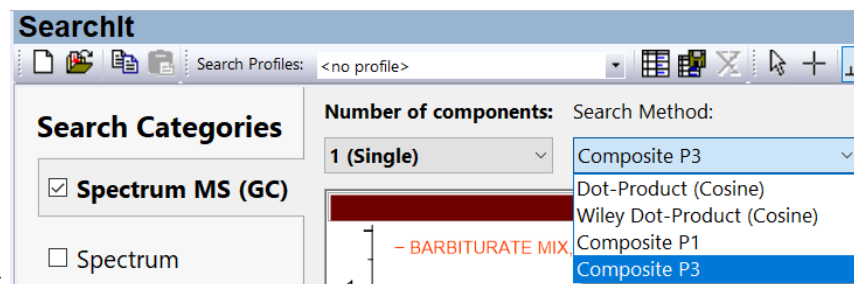 SearchIt
Search Profiles: <no profile>
Search Categories
Number of components: Search Method:
1 (Single) Composite P3
Spectrum MS (GC)
Dot-Product (Cosine)
Wiley Dot-Product (Cosine)
– BARBITURATE MIX,
Composite P1
Spectrum
Composite P3